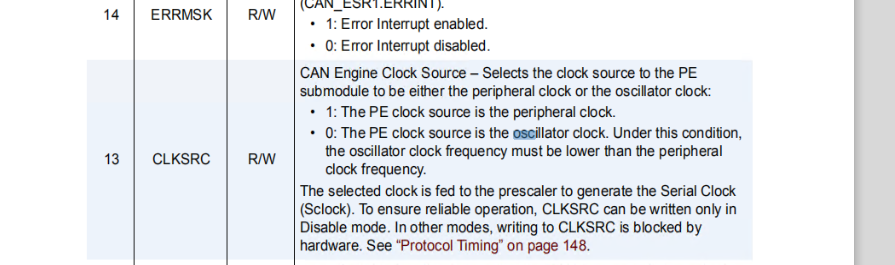 (CAN_ESR1.ERRINT).
14 ERRMSK R/W
• 1: Error Interrupt enabled.
• 0: Error Interrupt disabled.
CAN Engine Clock Source – Selects the clock source to the PE
submodule to be either the peripheral clock or the oscillator clock:
• 1: The PE clock source is the peripheral clock.
• 0: The PE clock source is the oscillator clock. Under this condition,
the oscillator clock frequency must be lower than the peripheral
13 CLKSRC R/W
clock frequency.
The selected clock is fed to the prescaler to generate the Serial Clock
(Sclock). To ensure reliable operation, CLKSRC can be written only in
Disable mode. In other modes, writing to CLKSRC is blocked by
hardware. See “Protocol Timing” on page 148.